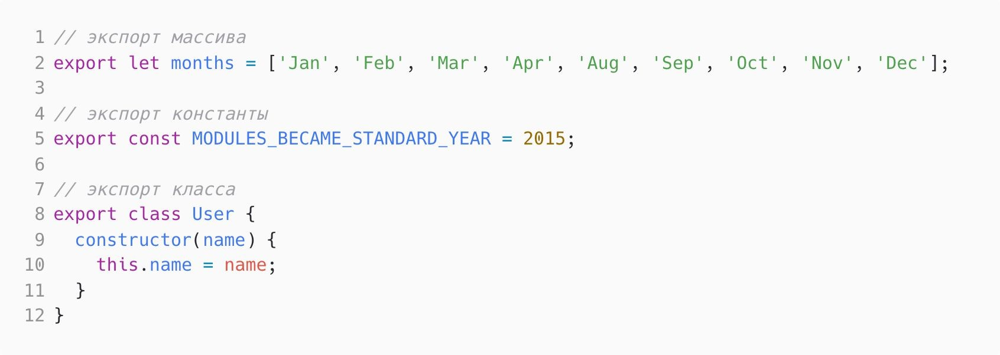 1 // экспорт массива
2 export let months = ['Jan', 'Feb', 'Mar', 'Apr', 'Aug', 'Sep', 'Oct', 'Nov', 'Dec'];
3
4 // экспорт константы
5 export const MODULES_BECAME_STANDARD_YEAR = 2015;
6
7 // экспорт класса
8 export class User {
9   constructor(name) {
10     this.name = name;
11   }
12 }